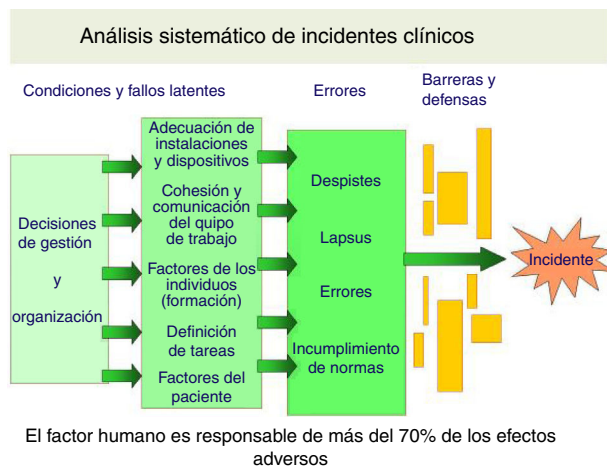 Análisis sistemático de incidentes clínicos
Condiciones y fallos latentes
Errores
Barreras y
defensas
Decisiones
de gestión
y
organización
Adecuación de
instalaciones
y dispositivos
Cohesión y
comunicación
del quipo
de trabajo
Factores de los
individuos
(formación)
Definición
de tareas
Factores del
paciente
Despistes
Lapsus
Errores
Incumplimiento
de normas
Incidente
El factor humano es responsable de más del 70% de los efectos
adversos